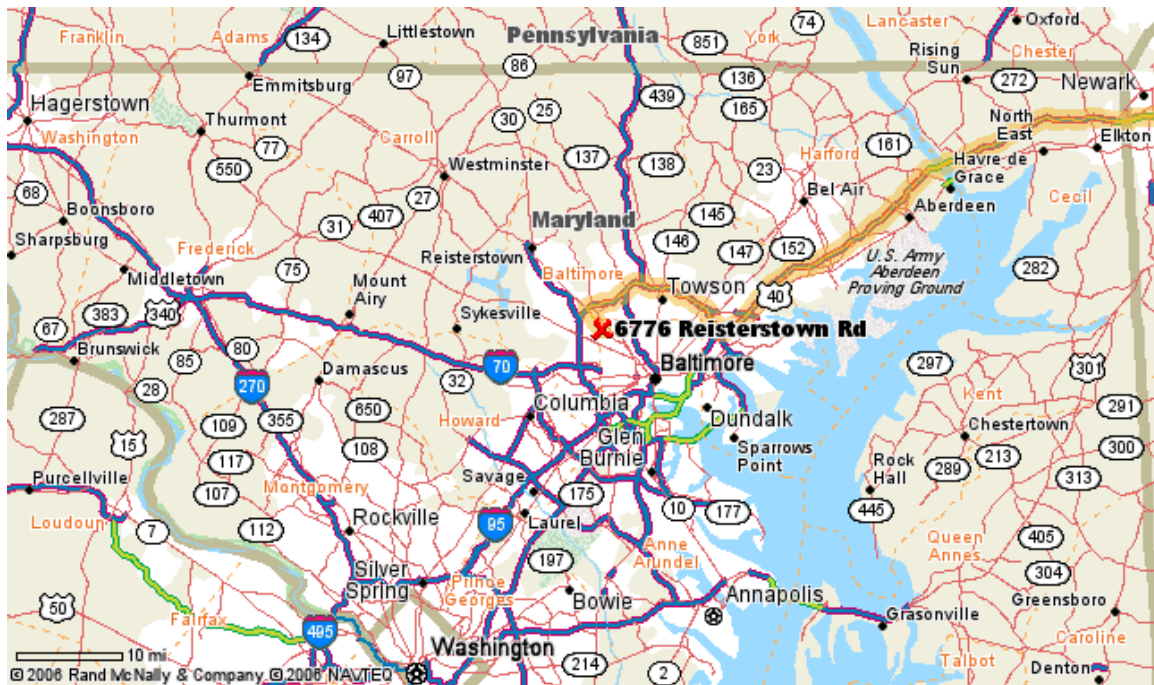 Franklin
Adams
134
Littlestown
Pennsylvania
851
York
74
Lancaster
Oxford
Rising
Sun
Chester
272
Newark
97
86
136
439
165
Emmitsburg
Hagerstown
Washington
Thurmont
77
550
Carroll
30
25
137
138
23
Harford
161
North
East
Elkton
Havre de
Grace
Westminster
68
Boonsboro
27
407
31
Maryland
145
Bel Air
Aberdeen
Cecil
Sharpsburg
Frederick
75
Reisterstown
Baltimore
146
147
152
U.S. Army
Aberdeen
Proving Ground
282
Middletown
Mount
Airy
Towson
40
340
383
67
Sykesville
6776 Reisterstown Rd
Brunswick
85
80
70
Baltimore
297
301
28
270
Damascus
32
Columbia
Kent
287
109
355
650
Howard
Dundalk
291
15
108
Glen
Burnie
Sparrows
Point
Chestertown
300
117
289
213
313
Purcellville
107
Montgomery
Savage
175
Rock
Hall
445
Loudoun
7
112
Rockville
95
Laurel
10
177
Queen
Annes
405
197
Anne
Arundel
304
Silver
Spring
Prince
Georges
Bowie
Annapolis
Grasonville
Greensboro
50
Fairfax
495
Washington
214
2
Caroline
Talbot
Denton
10 mi
© 2006 Rand McNally & Company © 2006 NAVTEQ